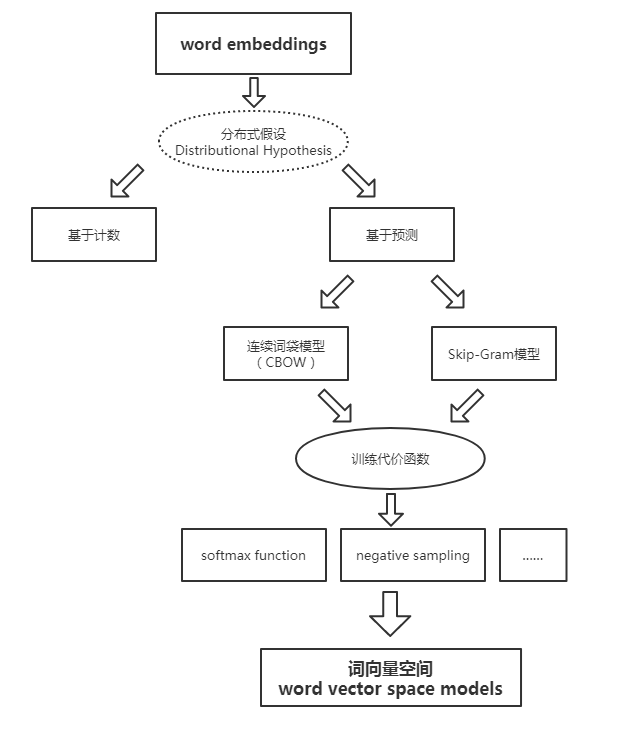 word embeddings
分布式假设
Distributional Hypothesis
基于计数
基于预测
连续词袋模型
（CBOW）
Skip-Gram模型
训练代价函数
softmax function
negative sampling
......
词向量空间
word vector space models